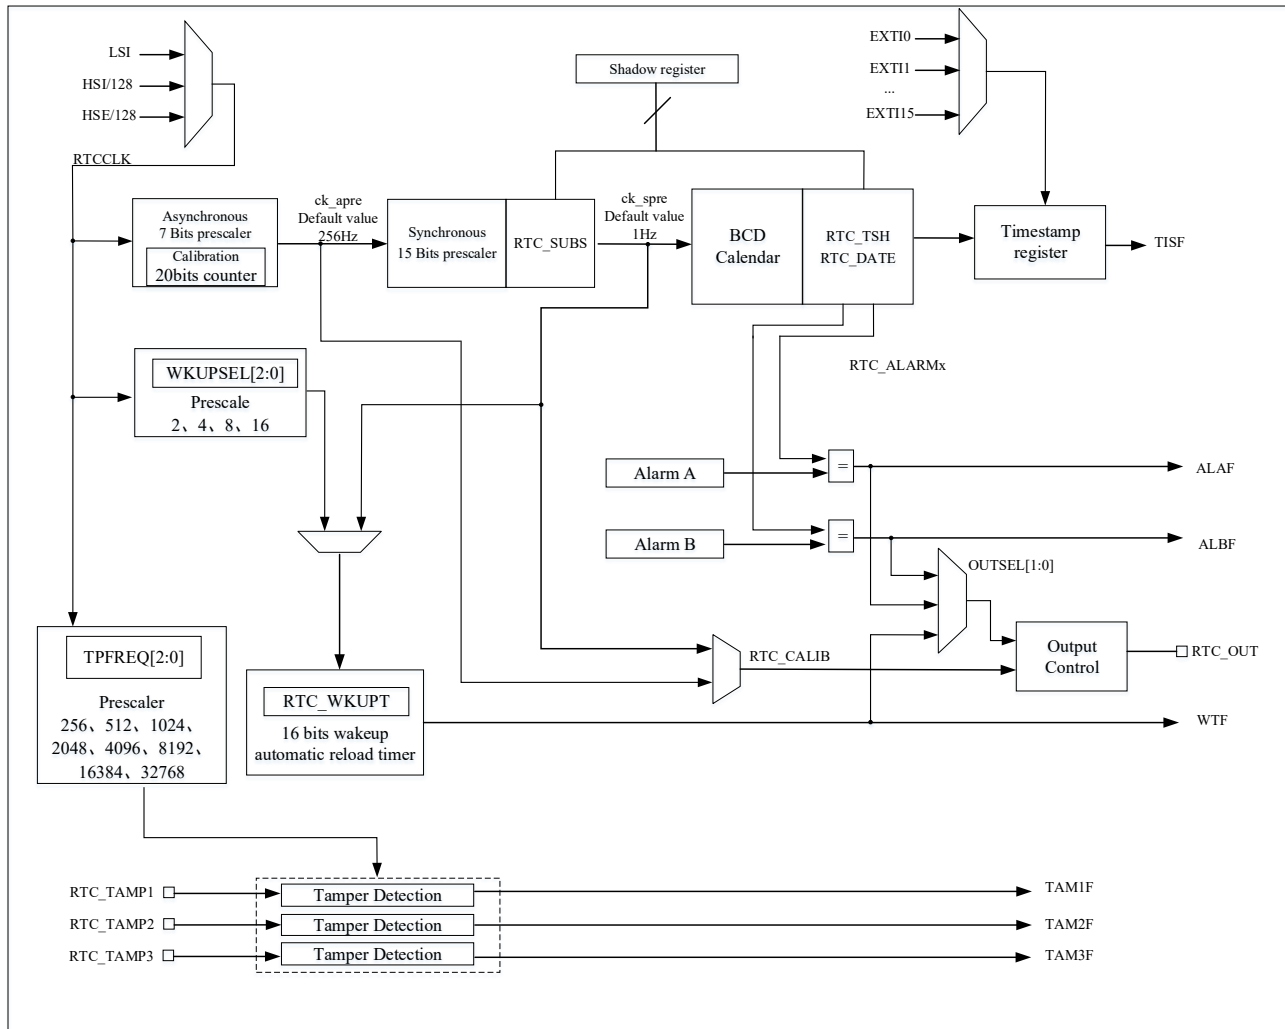 LSI
HSI/128
HSE/128
RTCCLK
Shadow register
EXTI0
EXTI1
...
EXTI15
Asynchronous
7 Bits prescaler
Calibration
20bits counter
ck_apre
Default value
256Hz
Synchronous
15 Bits prescaler
RTC_SUBS
ck_spre
Default value
1Hz
BCD
Calendar
RTC_TSH
RTC_DATE
Timestamp
register
TISF
WKUPSEL[2:0]
Prescale
2、4、8、16
RTC_ALARMx
Alarm A
=
ALAF
Alarm B
=
ALBF
OUTSEL[1:0]
TPFREQ[2:0]
Prescaler
256、512、1024、
2048、4096、8192、
16384、32768
RTC_WKUPT
16 bits wakeup
automatic reload timer
RTC_CALIB
Output
Control
RTC_OUT
WTF
RTC_TAMP1
Tamper Detection
TAM1F
RTC_TAMP2
Tamper Detection
TAM2F
RTC_TAMP3
Tamper Detection
TAM3F